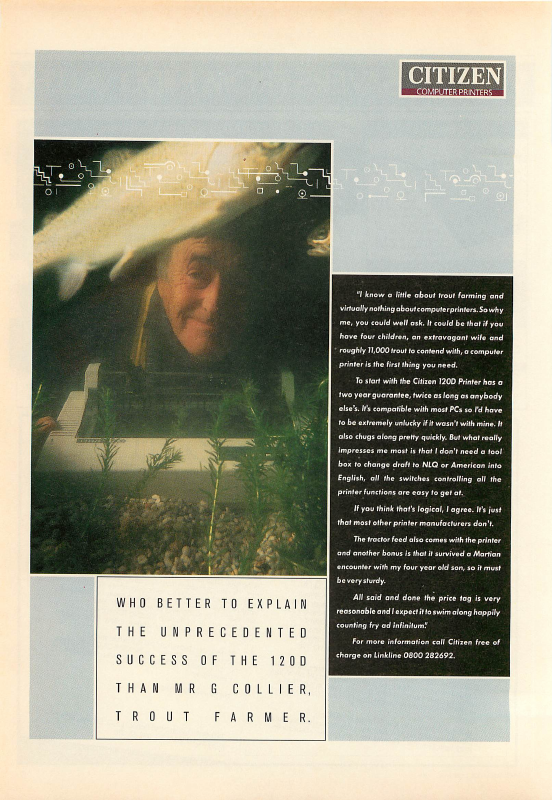 CITIZEN
COMPUTER PRINTERS
"I know a little about trout farming and
virtually nothing about computer printers. So why
me, you could well ask. It could be that if you
have four children, an extravagant wife and
roughly 11,000 trout to contend with, a computer
printer is the first thing you need.
To start with the Citizen 120D Printer has a
two year guarantee, twice as long as anybody
else's. It's compatible with most PCs so I'd have
to be extremely unlucky if it wasn't with mine. It
also chugs along pretty quickly. But what really
impresses me most is that I don't need a tool
box to change draft to NLQ or American into
English, all the switches controlling all the
printer functions are easy to get at.
If you think that's logical, I agree. It's just
that most other printer manufacturers don't.
The tractor feed also comes with the printer
and another bonus is that it survived a Martian
encounter with my four year old son, so it must
be very sturdy.
All said and done the price tag is very
reasonable and I expect it to swim along happily
counting fry ad infinitum."
For more information call Citizen free of
charge on Linkline 0800 282692.
WHO BETTER TO EXPLAIN
THE UNPRECEDENTED
SUCCESS OF THE 120D
THAN MR G COLLIER,
TROUT FARMER.